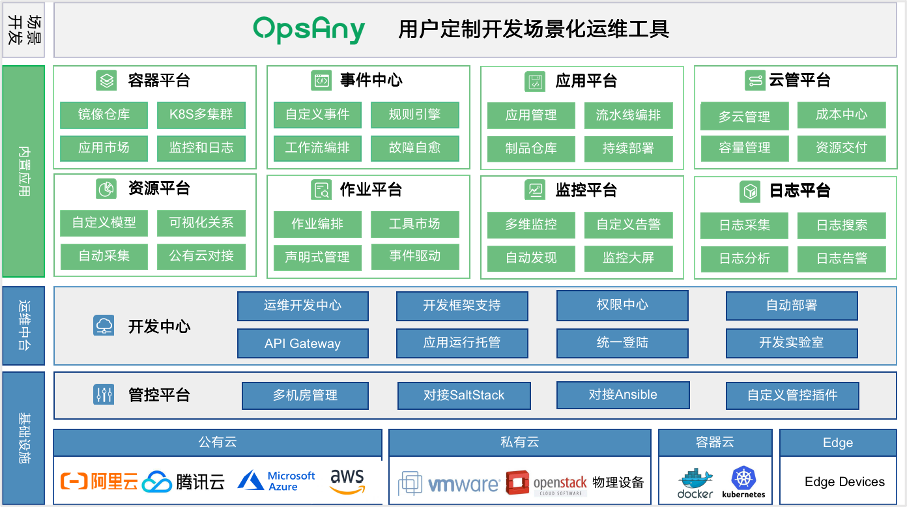 场景开发
OpsAny 用户定制开发场景化运维工具
内置应用
容器平台
镜像仓库 K8S多集群
应用市场 监控和日志
事件中心
自定义事件 规则引擎
工作流编排 故障自愈
应用平台
应用管理 流水线编排
制品仓库 持续部署
云管平台
多云管理 成本中心
容量管理 资源交付
资源平台
自定义模型 可视化关系
自动采集 公有云对接
作业平台
作业编排 工具市场
声明式管理 事件驱动
监控平台
多维监控 自定义告警
自动发现 监控大屏
日志平台
日志采集 日志搜索
日志分析 日志告警
运维中台
开发中心
运维开发中心 开发框架支持 权限中心 自动部署
API Gateway 应用运行托管 统一登陆 开发实验室
基础设施
管控平台
多机房管理 对接SaltStack 对接Ansible 自定义管控插件
公有云
阿里云 腾讯云 Microsoft Azure aws
私有云
vmware openstack CLOUD SOFTWARE 物理设备
容器云
docker kubernetes
Edge
Edge Devices